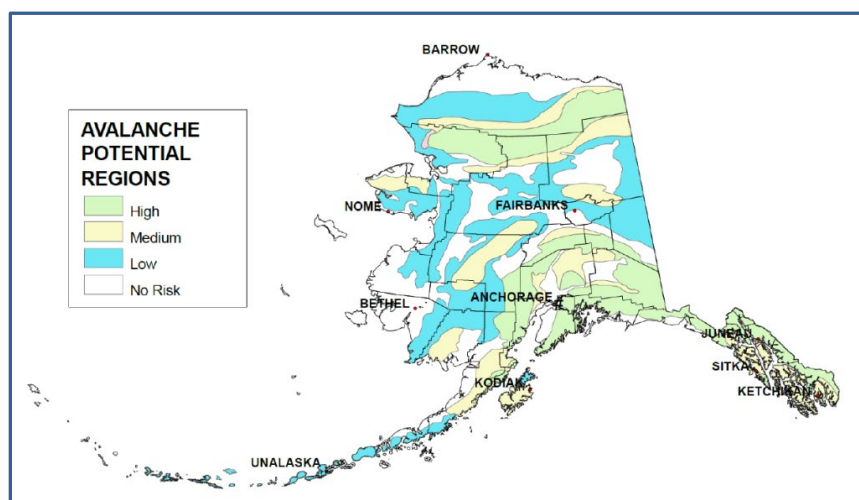 BARROW
AVALANCHE
POTENTIAL
REGIONS
High
Medium
Low
No Risk
NOME
FAIRBANKS
BETHEL
ANCHORAGE
JUNEAU
SITKA
KODIAK
KETCHIKAN
UNALASKA